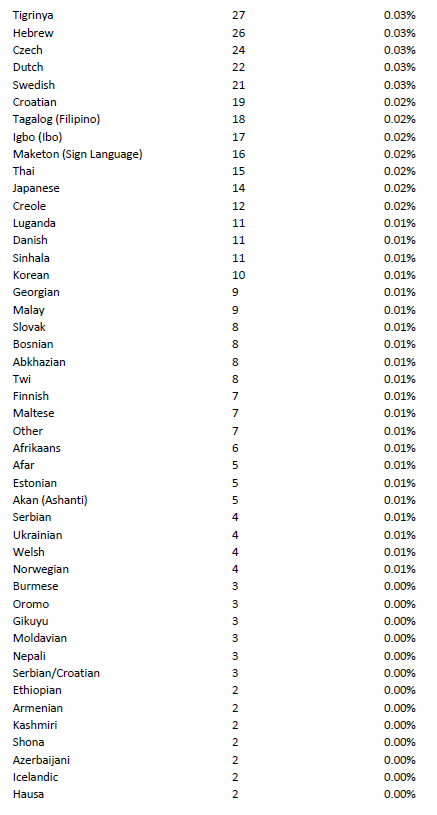 Tigrinya 27 0.03%
Hebrew 26 0.03%
Czech 24 0.03%
Dutch 22 0.03%
Swedish 21 0.03%
Croatian 19 0.02%
Tagalog (Filipino) 18 0.02%
Igbo (Ibo) 17 0.02%
Maketon (Sign Language) 16 0.02%
Thai 15 0.02%
Japanese 14 0.02%
Creole 12 0.02%
Luganda 11 0.01%
Danish 11 0.01%
Sinhala 11 0.01%
Korean 10 0.01%
Georgian 9 0.01%
Malay 9 0.01%
Slovak 8 0.01%
Bosnian 8 0.01%
Abkhazian 8 0.01%
Twi 8 0.01%
Finnish 7 0.01%
Maltese 7 0.01%
Other 7 0.01%
Afrikaans 6 0.01%
Afar 5 0.01%
Estonian 5 0.01%
Akan (Ashanti) 5 0.01%
Serbian 4 0.01%
Ukrainian 4 0.01%
Welsh 4 0.01%
Norwegian 4 0.01%
Burmese 3 0.00%
Oromo 3 0.00%
Gikuyu 3 0.00%
Moldavian 3 0.00%
Nepali 3 0.00%
Serbian/Croatian 3 0.00%
Ethiopian 2 0.00%
Armenian 2 0.00%
Kashmiri 2 0.00%
Shona 2 0.00%
Azerbaijani 2 0.00%
Icelandic 2 0.00%
Hausa 2 0.00%